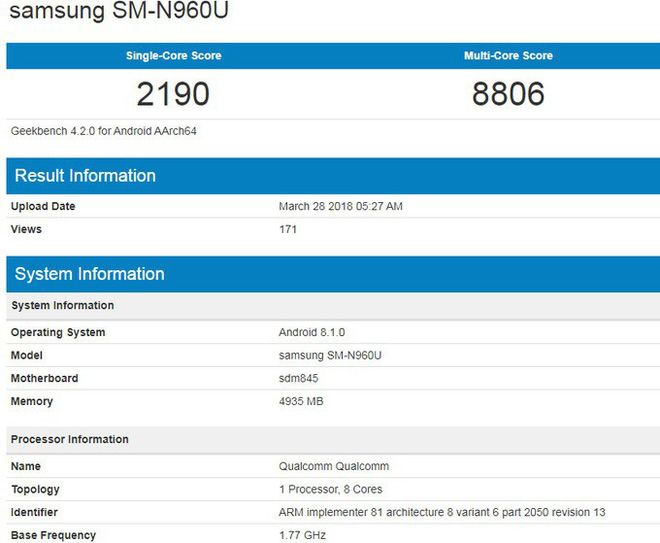 samsung SM-N960U
Single-Core Score Multi-Core Score
2190 8806
Geekbench 4.2.0 for Android AArch64
Result Information
Upload Date March 28 2018 05:27 AM
Views 171
System Information
System Information
Operating System Android 8.1.0
Model samsung SM-N960U
Motherboard sdm845
Memory 4935 MB
Processor Information
Name Qualcomm Qualcomm
Topology 1 Processor, 8 Cores
Identifier ARM implementer 81 architecture 8 variant 6 part 2050 revision 13
Base Frequency 1.77 GHz